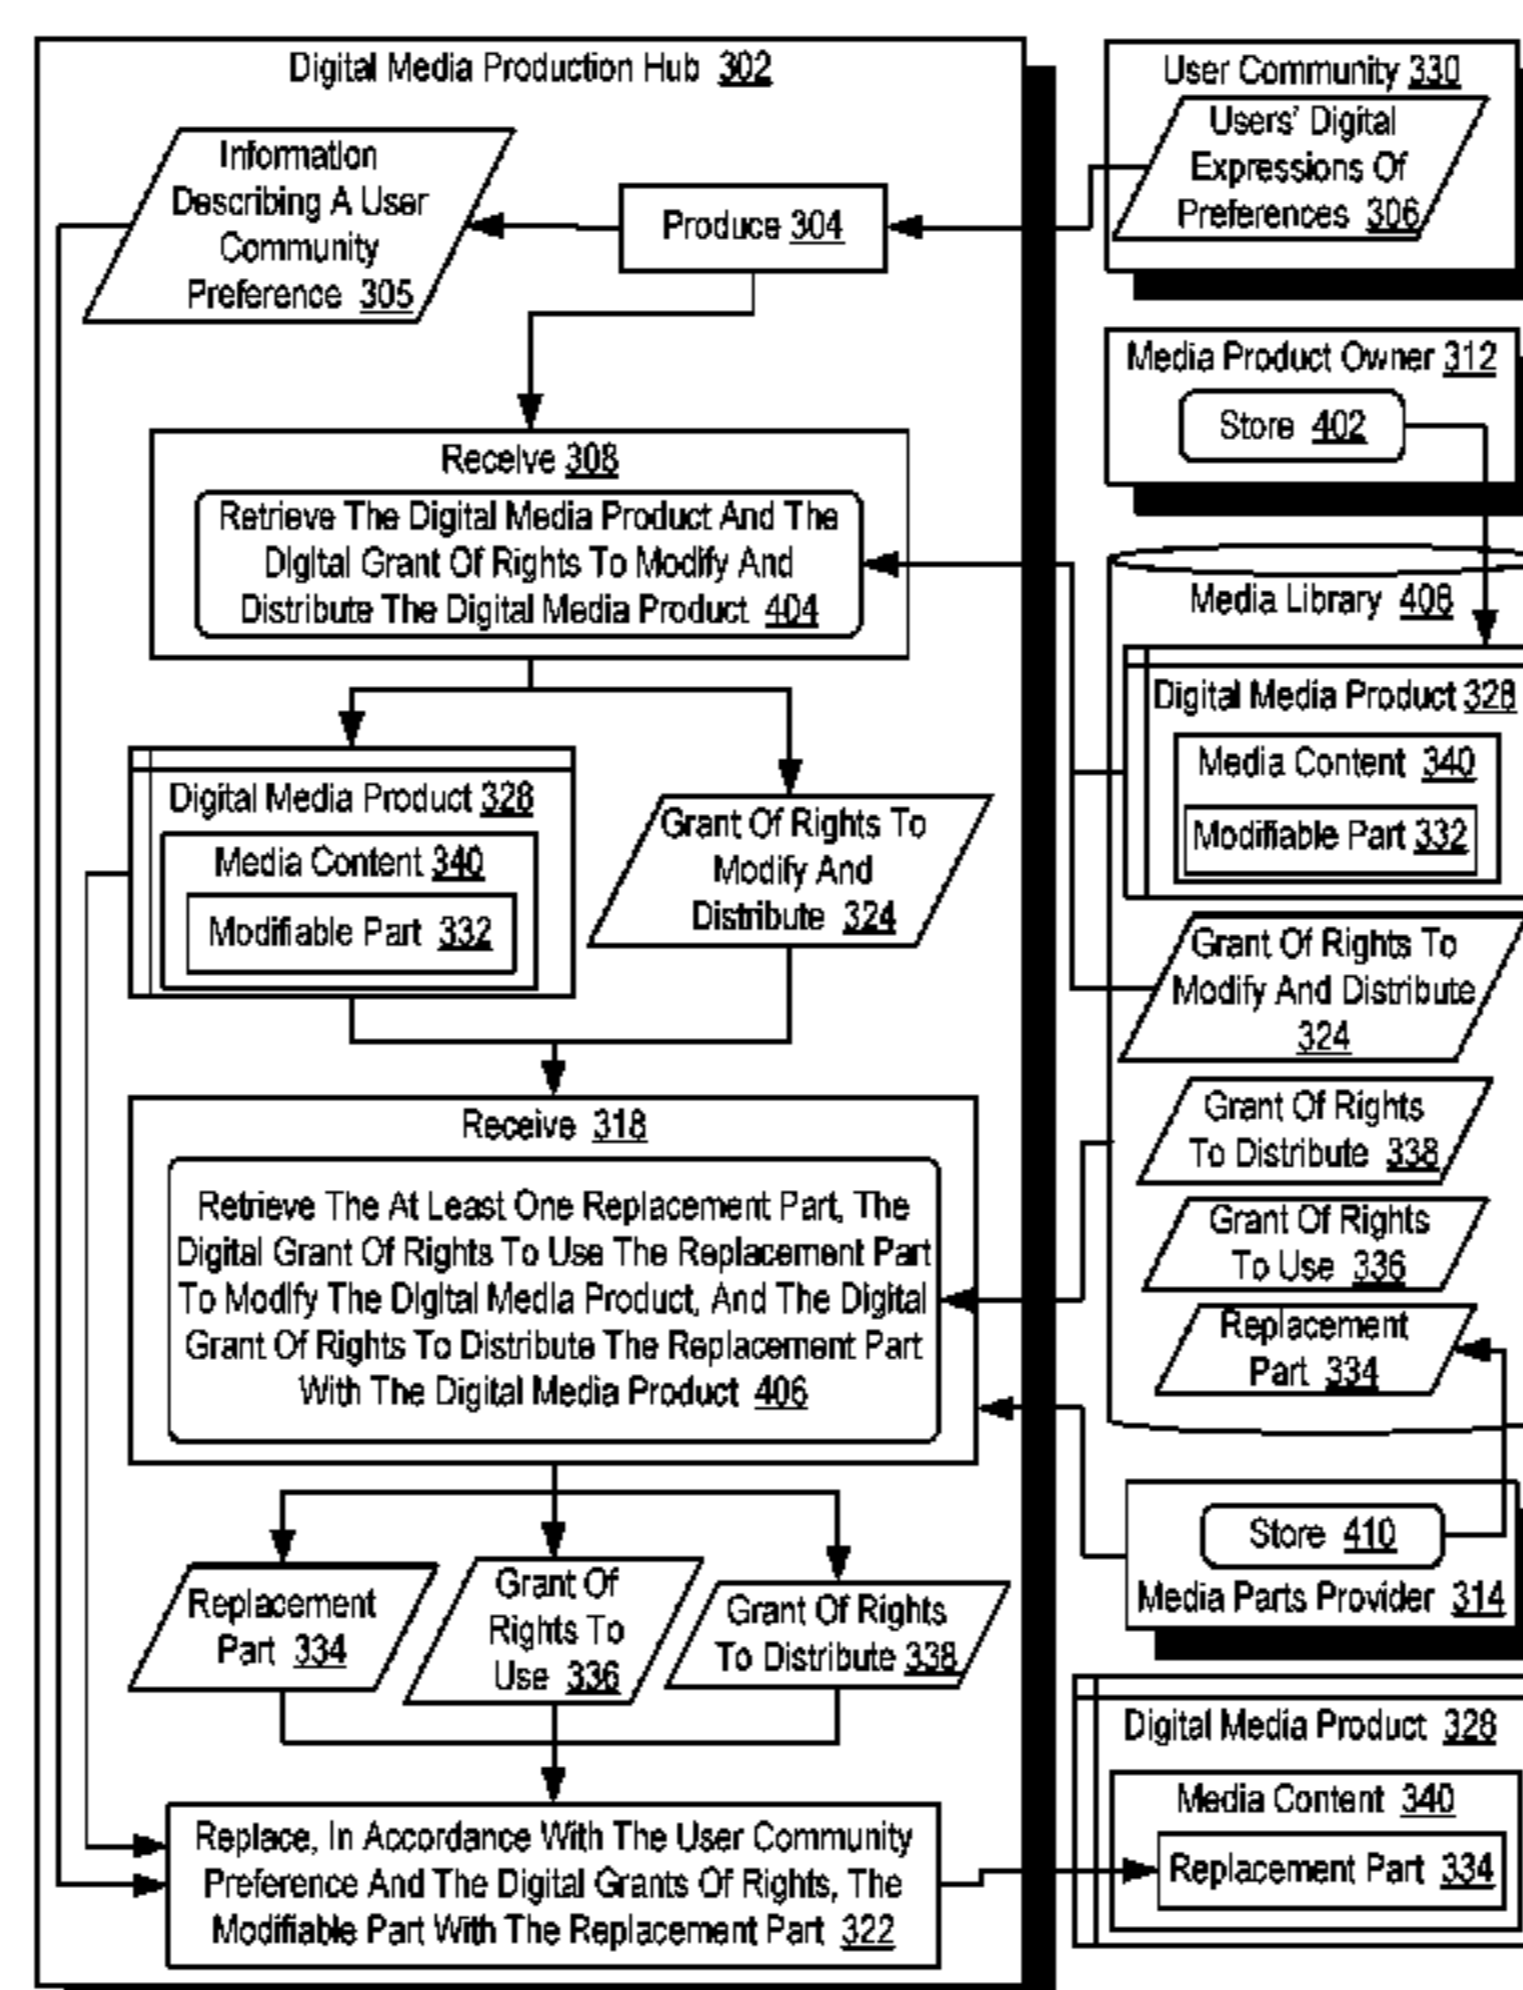 Digital Media Production Hub 302
Information
Describing A User
Community
Preference 305
Produce 304
Receive 308
Retrieve The Digital Media Product And The
Digital Grant Of Rights To Modify And
Distribute The Digital Media Product 404
Digital Media Product 328
Media Content 340
Modifiable Part 332
Grant Of Rights To
Modify And
Distribute 324
Receive 318
Retrieve The At Least One Replacement Part, The
Digital Grant Of Rights To Use The Replacement Part
To Modify The Digital Media Product, And The Digital
Grant Of Rights To Distribute The Replacement Part
With The Digital Media Product 406
Replacement
Part 334
Grant Of
Rights To
Use 336
Grant Of Rights
To Distribute 338
Replace, In Accordance With The User Community
Preference And The Digital Grants Of Rights, The
Modifiable Part With The Replacement Part 322
User Community 330
Users' Digital
Expressions Of
Preferences 306
Media Product Owner 312
Store 402
Media Library 408
Digital Media Product 328
Media Content 340
Modifiable Part 332
Grant Of Rights To
Modify And Distribute
324
Grant Of Rights
To Distribute 338
Grant Of Rights
To Use 336
Replacement
Part 334
Store 410
Media Parts Provider 314
Digital Media Product 328
Media Content 340
Replacement Part 334